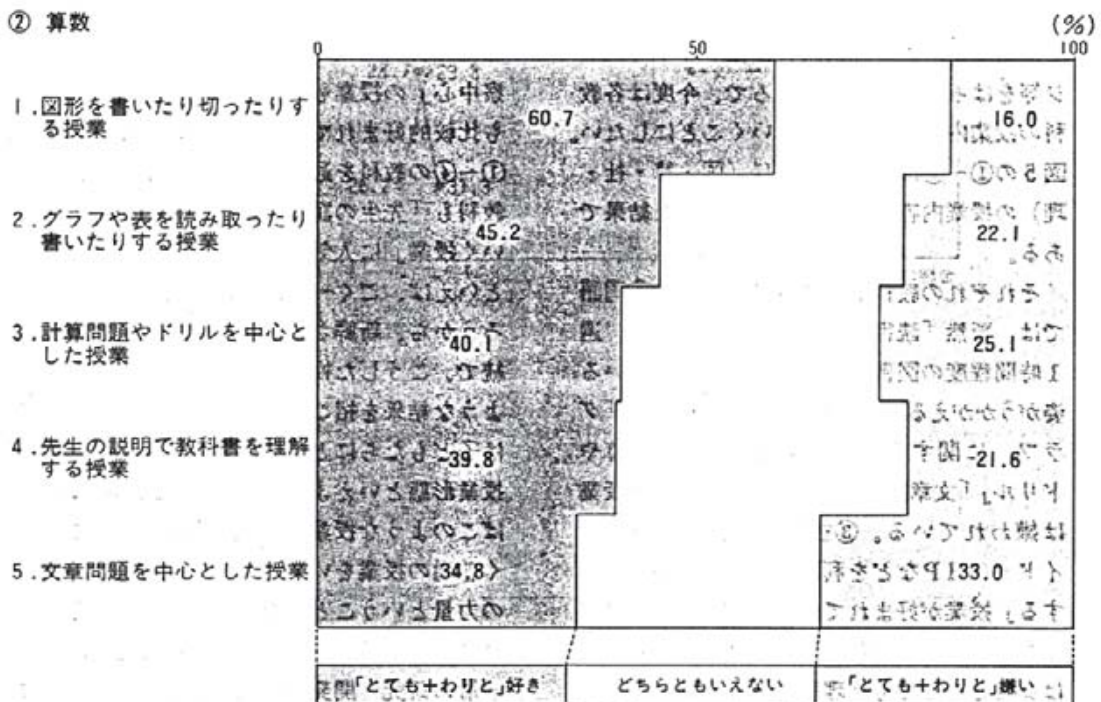 ② 算数
(%)
0 50 100
1.図形を書いたり切ったりす
る授業
60.7 16.0
2.グラフや表を読み取ったり
書いたりする授業
45.2 22.1
3.計算問題やドリルを中心と
した授業
40.1 25.1
4.先生の説明で教科書を理解
する授業
39.8 21.6
5.文章問題を中心とした授業
34.8 33.0
「とても+わりと」好き どちらともいえない 「とても+わりと」嫌い